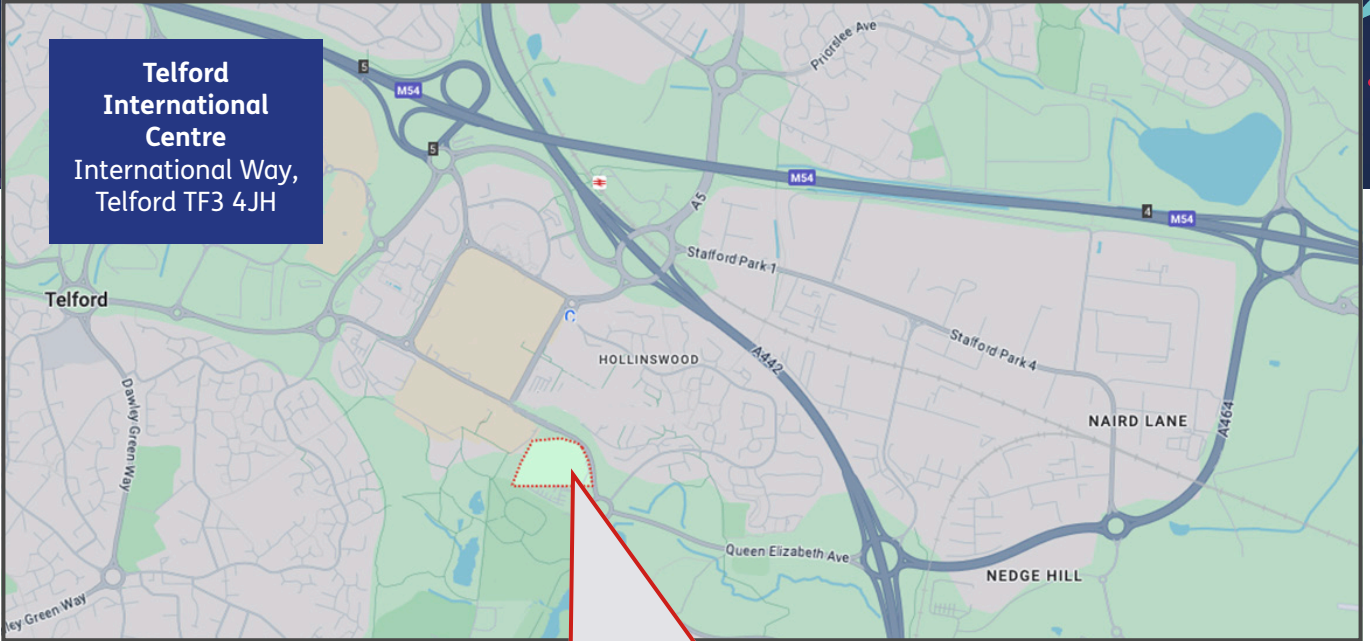 Telford
International
Centre
International Way,
Telford TF3 4JH
Priorslee Ave
5
M54
5
M54
A5
4
M54
Stafford Park 1
Telford
C
HOLLINSWOOD
A442
Stafford Park 4
Dawley Green Way
NAIRD LANE
A464
Queen Elizabeth Ave
NEDGE HILL
ley Green Way